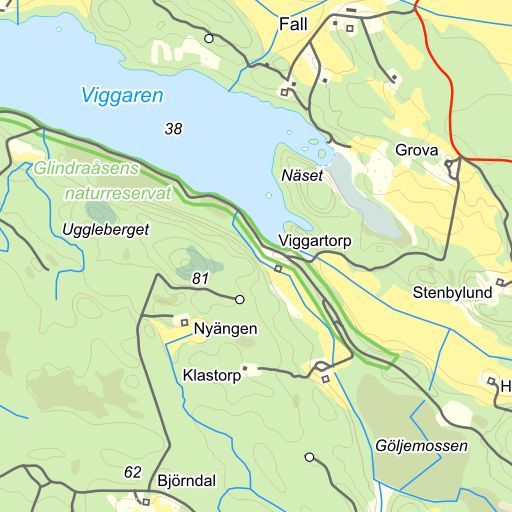 Fall
Viggaren
38
Grova
Glindraåsens
naturreservat
Näset
Uggleberget
Viggartorp
81
Stenbylund
Nyängen
Klastorp
H
Göljemossen
62
Björndal